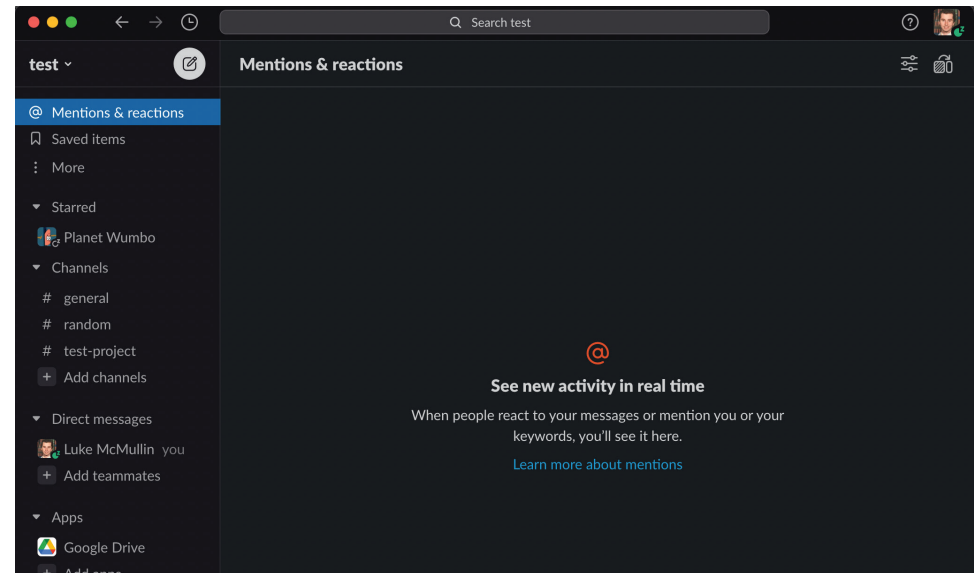 Search test
test
Mentions & reactions
Mentions & reactions
Saved items
More
Starred
Planet Wumbo
Channels
# general
# random
# test-project
+ Add channels
Direct messages
Luke McMullin you
+ Add teammates
Apps
Google Drive
+ Add apps
@
See new activity in real time
When people react to your messages or mention you or your
keywords, you'll see it here.
Learn more about mentions